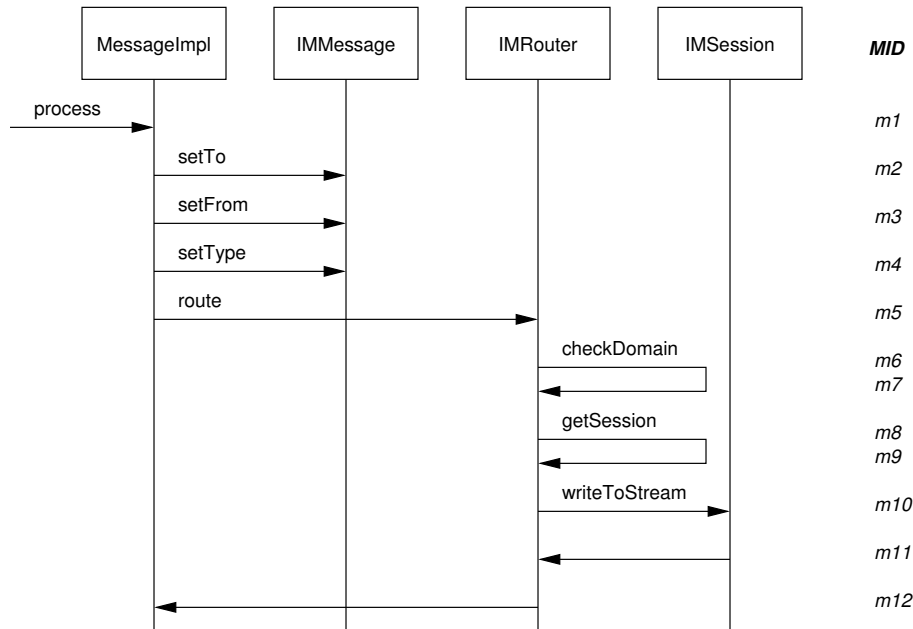 MessageImpl IMMessage IMRouter IMSession MID
process m1
setTo m2
setFrom m3
setType m4
route m5
checkDomain m6
m7
getSession m8
m9
writeToStream m10
m11
m12